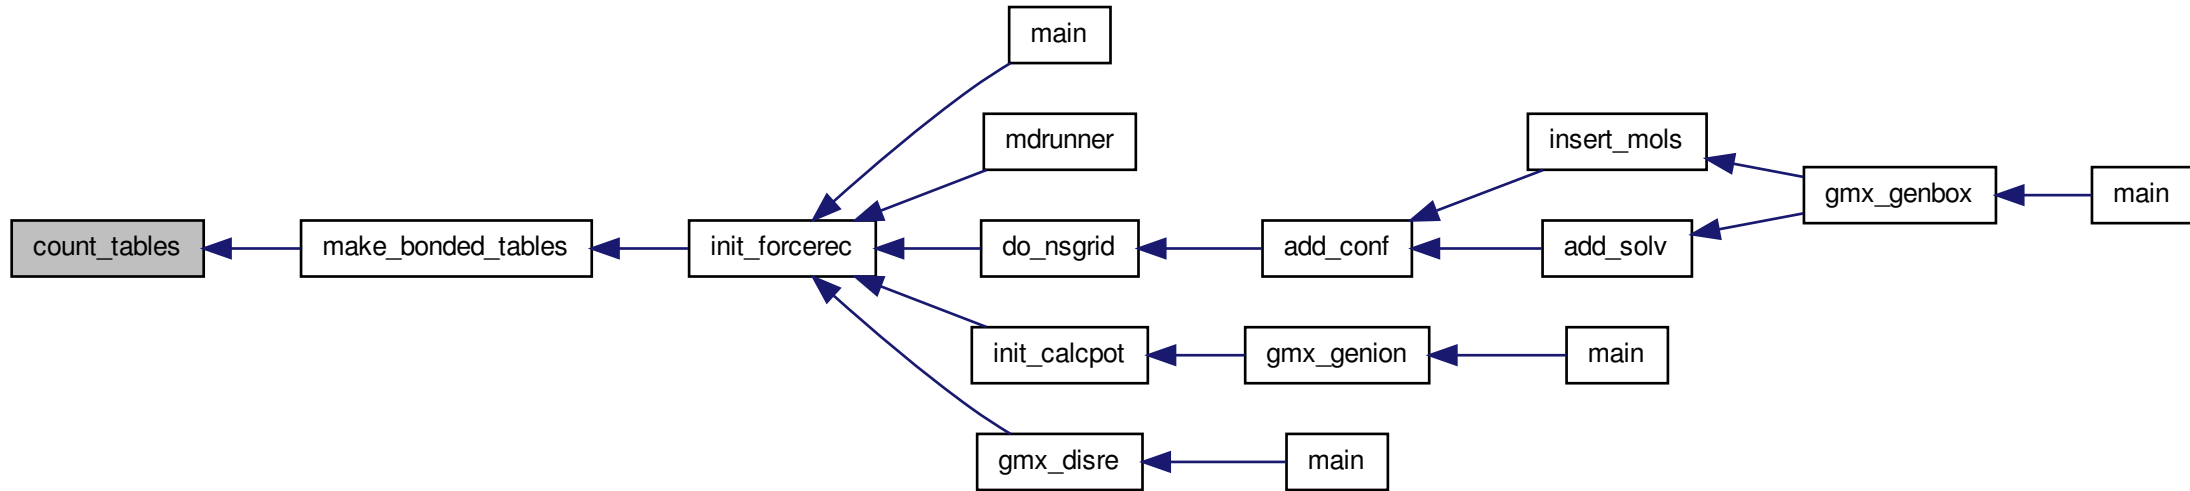 main
mdrunner
insert_mols
gmx_genbox
main
count_tables
make_bonded_tables
init_forcerec
do_nsgrid
add_conf
add_solv
init_calcpot
gmx_genion
main
gmx_disre
main